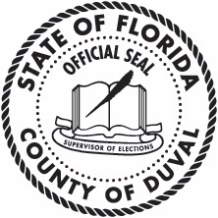 STATE OF FLORIDA
OFFICIAL SEAL
SUPERVISOR OF ELECTIONS
COUNTY OF DUVAL